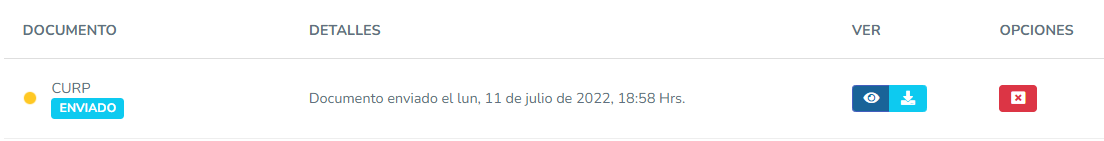 DOCUMENTO DETALLES VER OPCIONES
CURP
ENVIADO
Documento enviado el lun, 11 de julio de 2022, 18:58 Hrs.